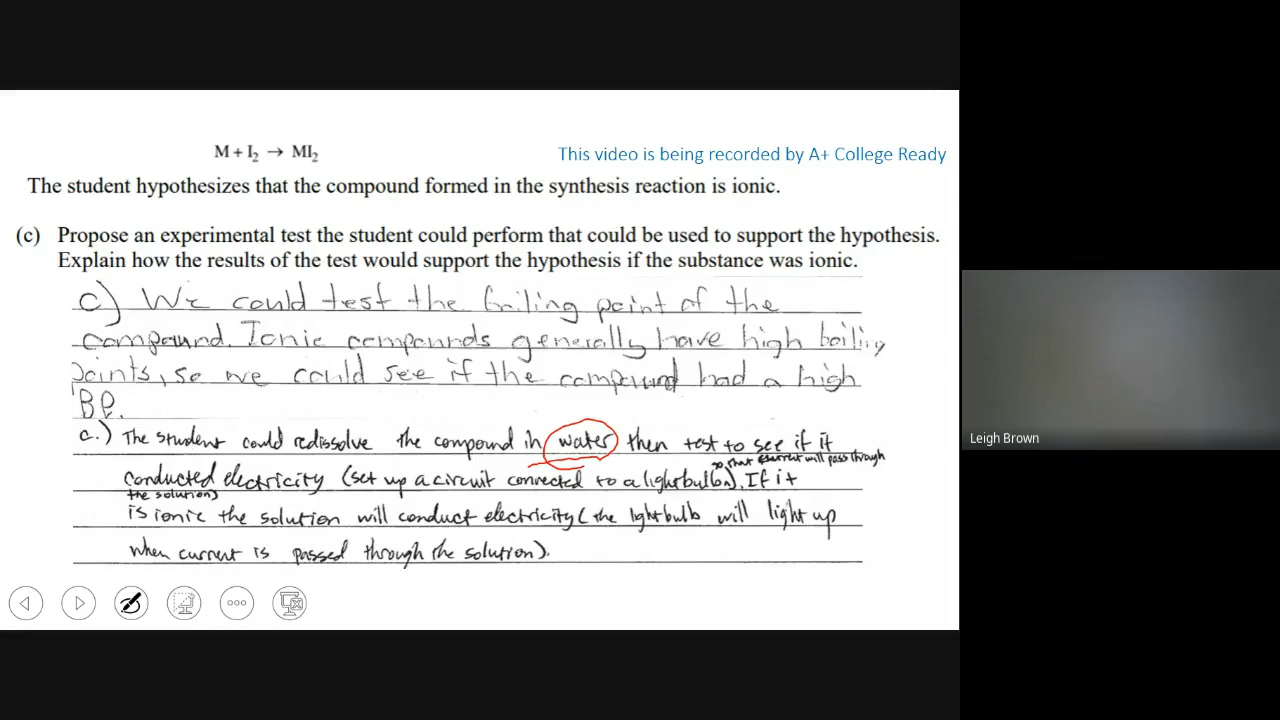 M + I₂ → MI₂
This video is being recorded by A+ College Ready
The student hypothesizes that the compound formed in the synthesis reaction is ionic.
(c) Propose an experimental test the student could perform that could be used to support the hypothesis.
Explain how the results of the test would support the hypothesis if the substance was ionic.
c) We could test the boiling point of the
compound. Ionic compounds generally have high boiling
points, so we could see if the compound had a high
BP.
c.) The student could redissolve the compound in water then test to see if it
so that current will pass through
conducted electricity (set up a circuit connected to a lightbulb). If it
the solution)
is ionic the solution will conduct electricity (the lghtbulb will light up
when current is passed through the solution).
Leigh Brown